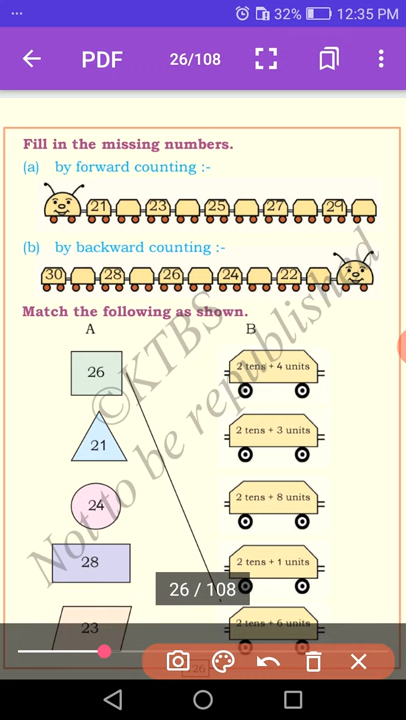 ... 32% 12:35 PM
PDF 26/108
Fill in the missing numbers.
(a) by forward counting :-
21 23 25 27 29
(b) by backward counting :-
30 28 26 24 22
Match the following as shown.
A B
26 2 tens + 4 units
21 2 tens + 3 units
24 2 tens + 8 units
28 2 tens + 1 units
23 2 tens + 6 units
26 / 108
26
©KTBS
Not to be republished